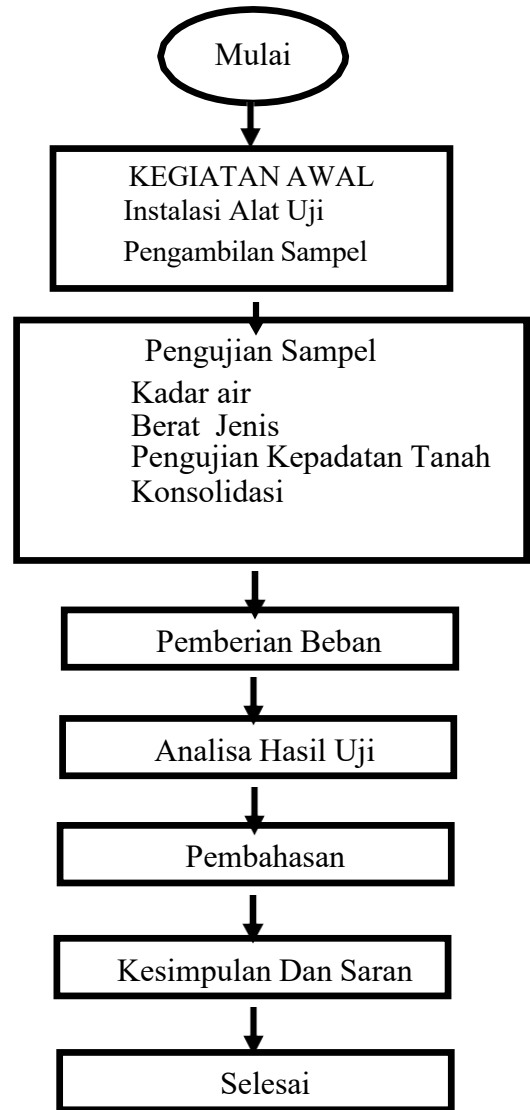 Mulai
KEGIATAN AWAL
Instalasi Alat Uji
Pengambilan Sampel
Pengujian Sampel
Kadar air
Berat Jenis
Pengujian Kepadatan Tanah
Konsolidasi
Pemberian Beban
Analisa Hasil Uji
Pembahasan
Kesimpulan Dan Saran
Selesai